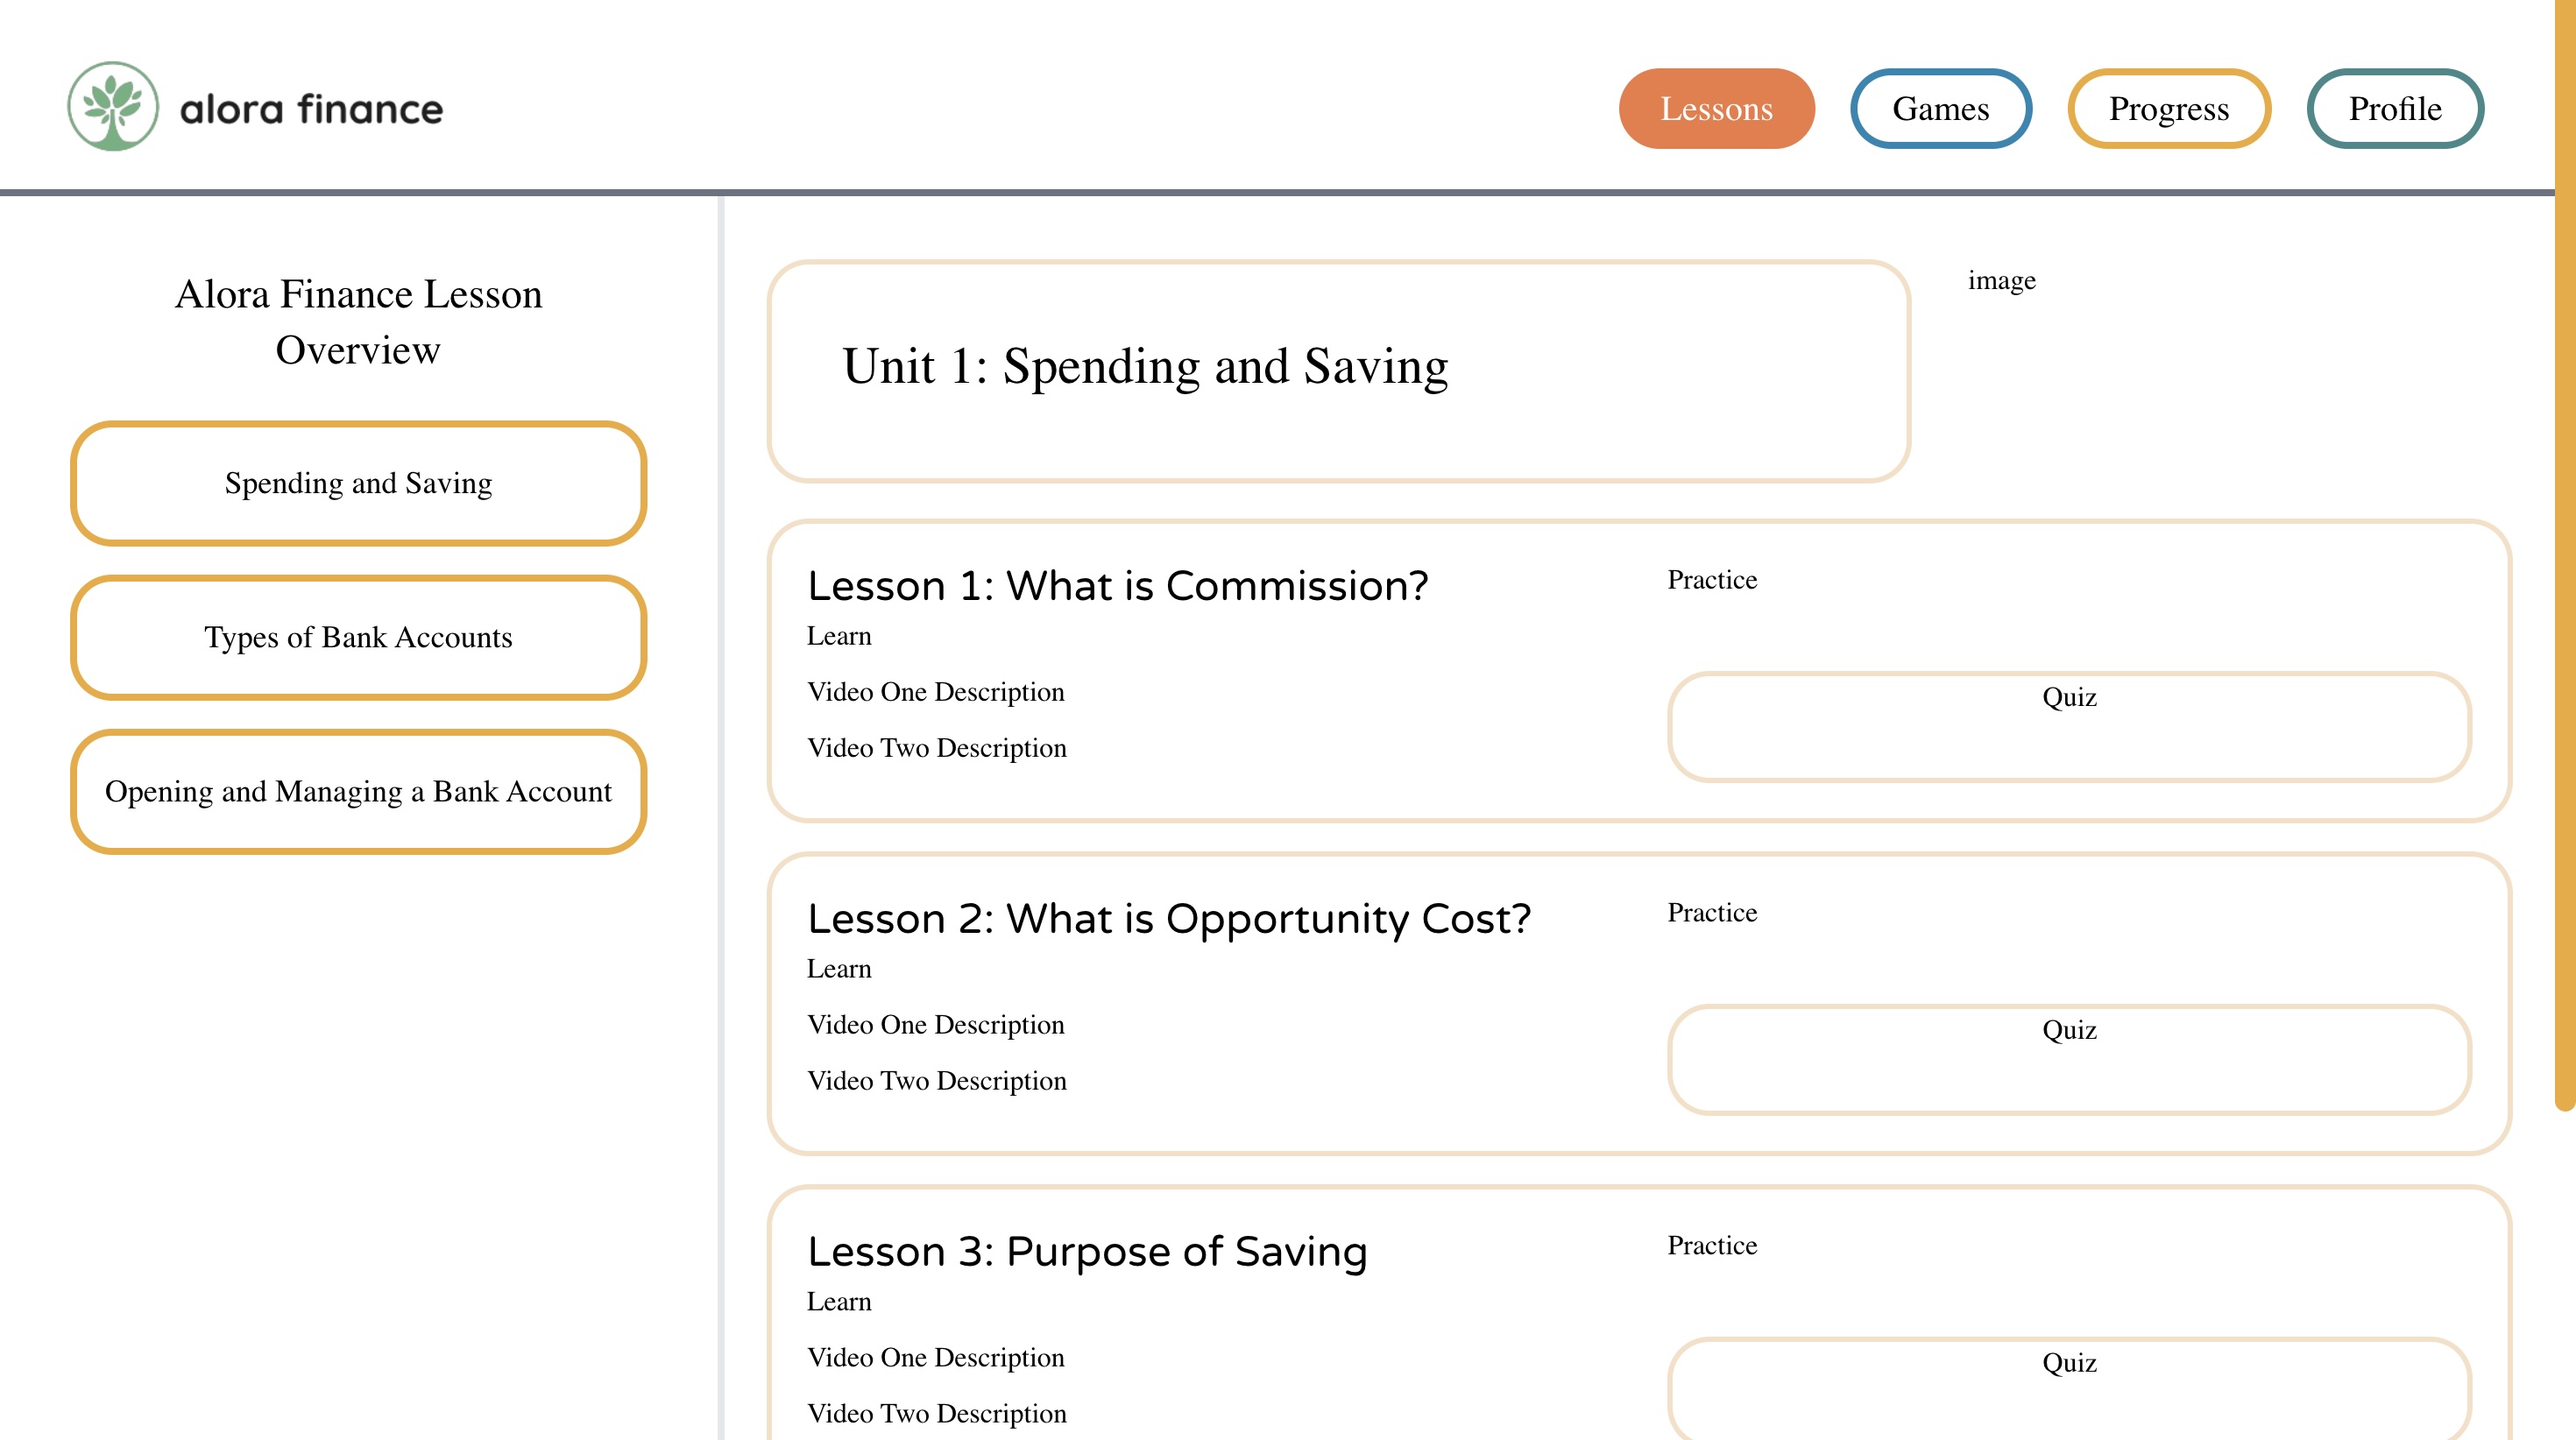 alora finance
Lessons
Games
Progress
Profile
Alora Finance Lesson
Overview
Spending and Saving
Types of Bank Accounts
Opening and Managing a Bank Account
Unit 1: Spending and Saving
image
Lesson 1: What is Commission?
Learn
Video One Description
Video Two Description
Practice
Quiz
Lesson 2: What is Opportunity Cost?
Learn
Video One Description
Video Two Description
Practice
Quiz
Lesson 3: Purpose of Saving
Learn
Video One Description
Video Two Description
Practice
Quiz